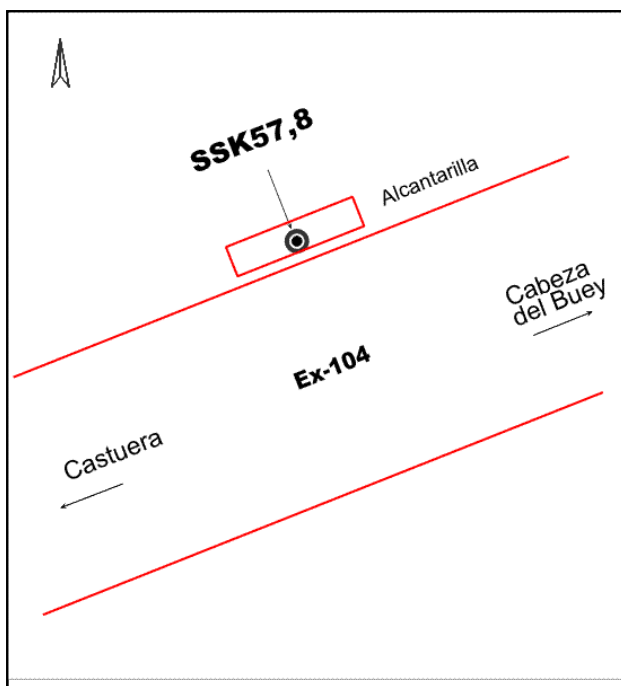 SSK57,8
Alcantarilla
Cabeza
del Buey
Ex-104
Castuera